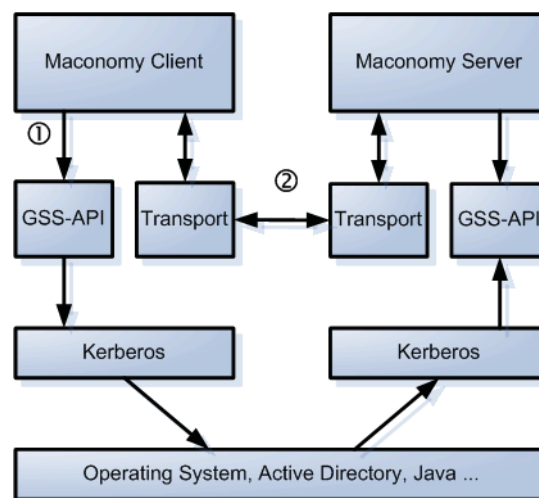 Maconomy Client
Maconomy Server
①
②
GSS-API
Transport
Transport
GSS-API
Kerberos
Kerberos
Operating System, Active Directory, Java ...